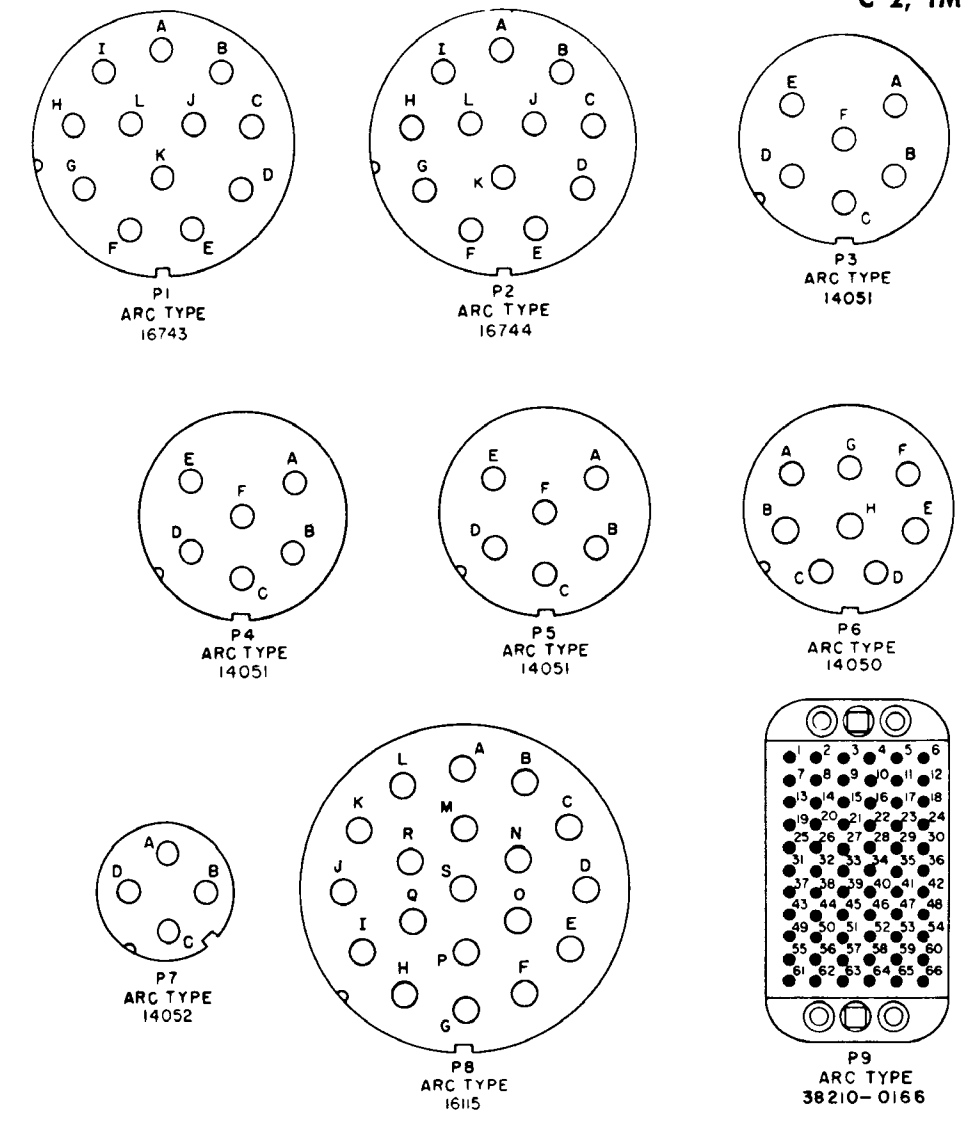 C 2, TM
A
I B
H L J C
G K D
F E
P1
ARC TYPE
16743
A
I B
H L J C
G K D
F E
P2
ARC TYPE
16744
E A
F
D B
C
P3
ARC TYPE
14051
E A
F
D B
C
P4
ARC TYPE
14051
E A
F
D B
C
P5
ARC TYPE
14051
A G F
B H E
C D
P6
ARC TYPE
14050
A
D B
C
P7
ARC TYPE
14052
L A B
K M C
R N
J S D
Q O
I P E
H F
G
P8
ARC TYPE
16115
1 2 3 4 5 6
7 8 9 10 11 12
13 14 15 16 17 18
19 20 21 22 23 24
25 26 27 28 29 30
31 32 33 34 35 36
37 38 39 40 41 42
43 44 45 46 47 48
49 50 51 52 53 54
55 56 57 58 59 60
61 62 63 64 65 66
P9
ARC TYPE
38210-0166